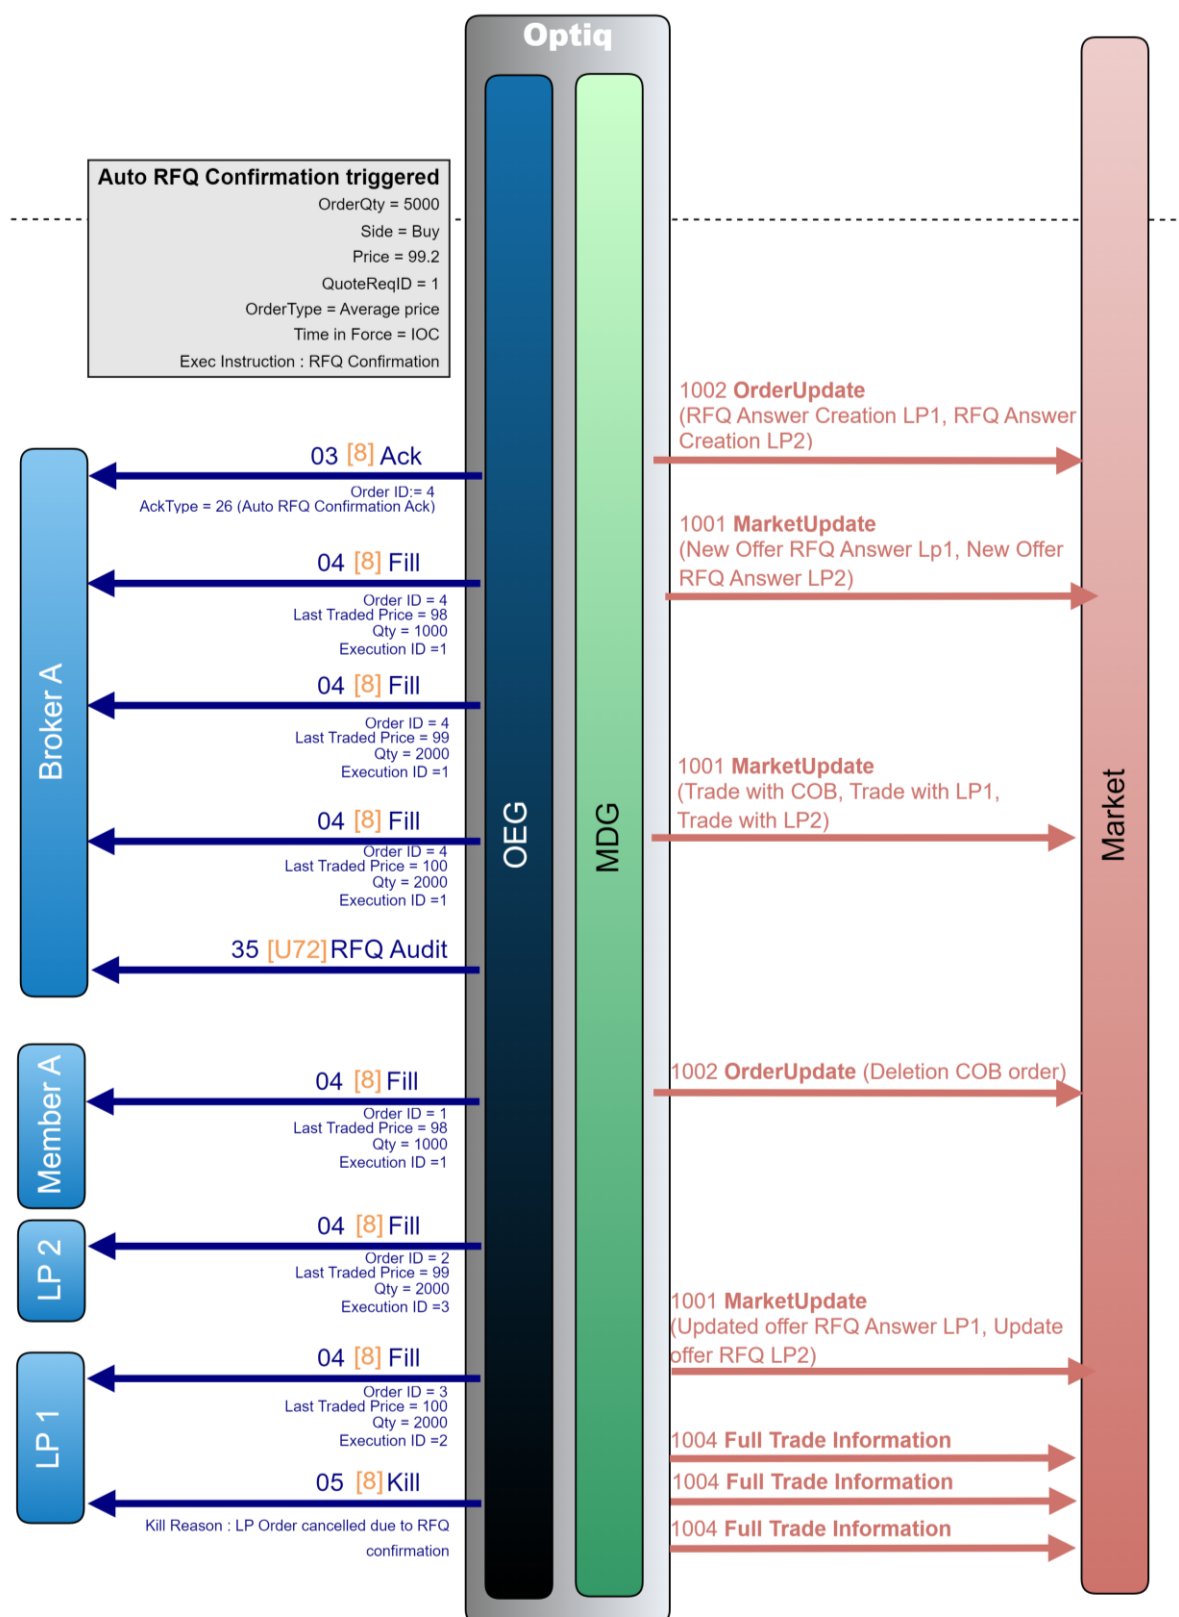 Optiq
Auto RFQ Confirmation triggered
OrderQty = 5000
Side = Buy
Price = 99.2
QuoteReqID = 1
OrderType = Average price
Time in Force = IOC
Exec Instruction : RFQ Confirmation
Broker A
03 [8] Ack
Order ID:= 4
AckType = 26 (Auto RFQ Confirmation Ack)
04 [8] Fill
Order ID = 4
Last Traded Price = 98
Qty = 1000
Execution ID =1
04 [8] Fill
Order ID = 4
Last Traded Price = 99
Qty = 2000
Execution ID =1
04 [8] Fill
Order ID = 4
Last Traded Price = 100
Qty = 2000
Execution ID =1
35 [U72] RFQ Audit
Member A
04 [8] Fill
Order ID = 1
Last Traded Price = 98
Qty = 1000
Execution ID =1
LP 2
04 [8] Fill
Order ID = 2
Last Traded Price = 99
Qty = 2000
Execution ID =3
LP 1
04 [8] Fill
Order ID = 3
Last Traded Price = 100
Qty = 2000
Execution ID =2
05 [8] Kill
Kill Reason : LP Order cancelled due to RFQ
confirmation
OEG
MDG
1002 OrderUpdate
(RFQ Answer Creation LP1, RFQ Answer
Creation LP2)
1001 MarketUpdate
(New Offer RFQ Answer Lp1, New Offer
RFQ Answer LP2)
1001 MarketUpdate
(Trade with COB, Trade with LP1,
Trade with LP2)
1002 OrderUpdate (Deletion COB order)
1001 MarketUpdate
(Updated offer RFQ Answer LP1, Update
offer RFQ LP2)
1004 Full Trade Information
1004 Full Trade Information
1004 Full Trade Information
Market